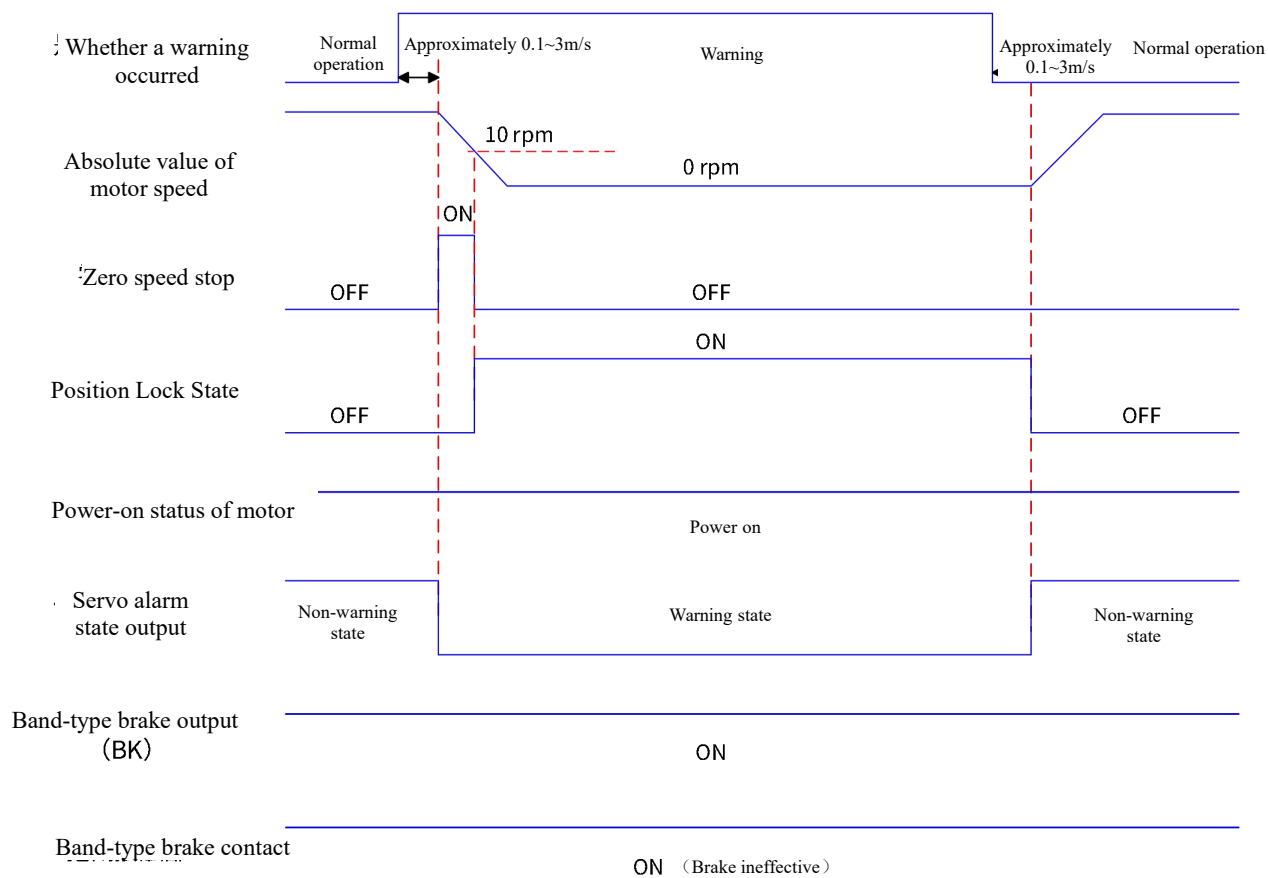 Whether a warning
occurred
Normal
operation
Approximately 0.1~3m/s
Warning
Approximately
0.1~3m/s
Normal operation
Absolute value of
motor speed
10 rpm
0 rpm
Zero speed stop
OFF
ON
OFF
Position Lock State
OFF
ON
OFF
Power-on status of motor
Power on
Servo alarm
state output
Non-warning
state
Warning state
Non-warning
state
Band-type brake output
(BK)
ON
Band-type brake contact
ON （Brake ineffective）